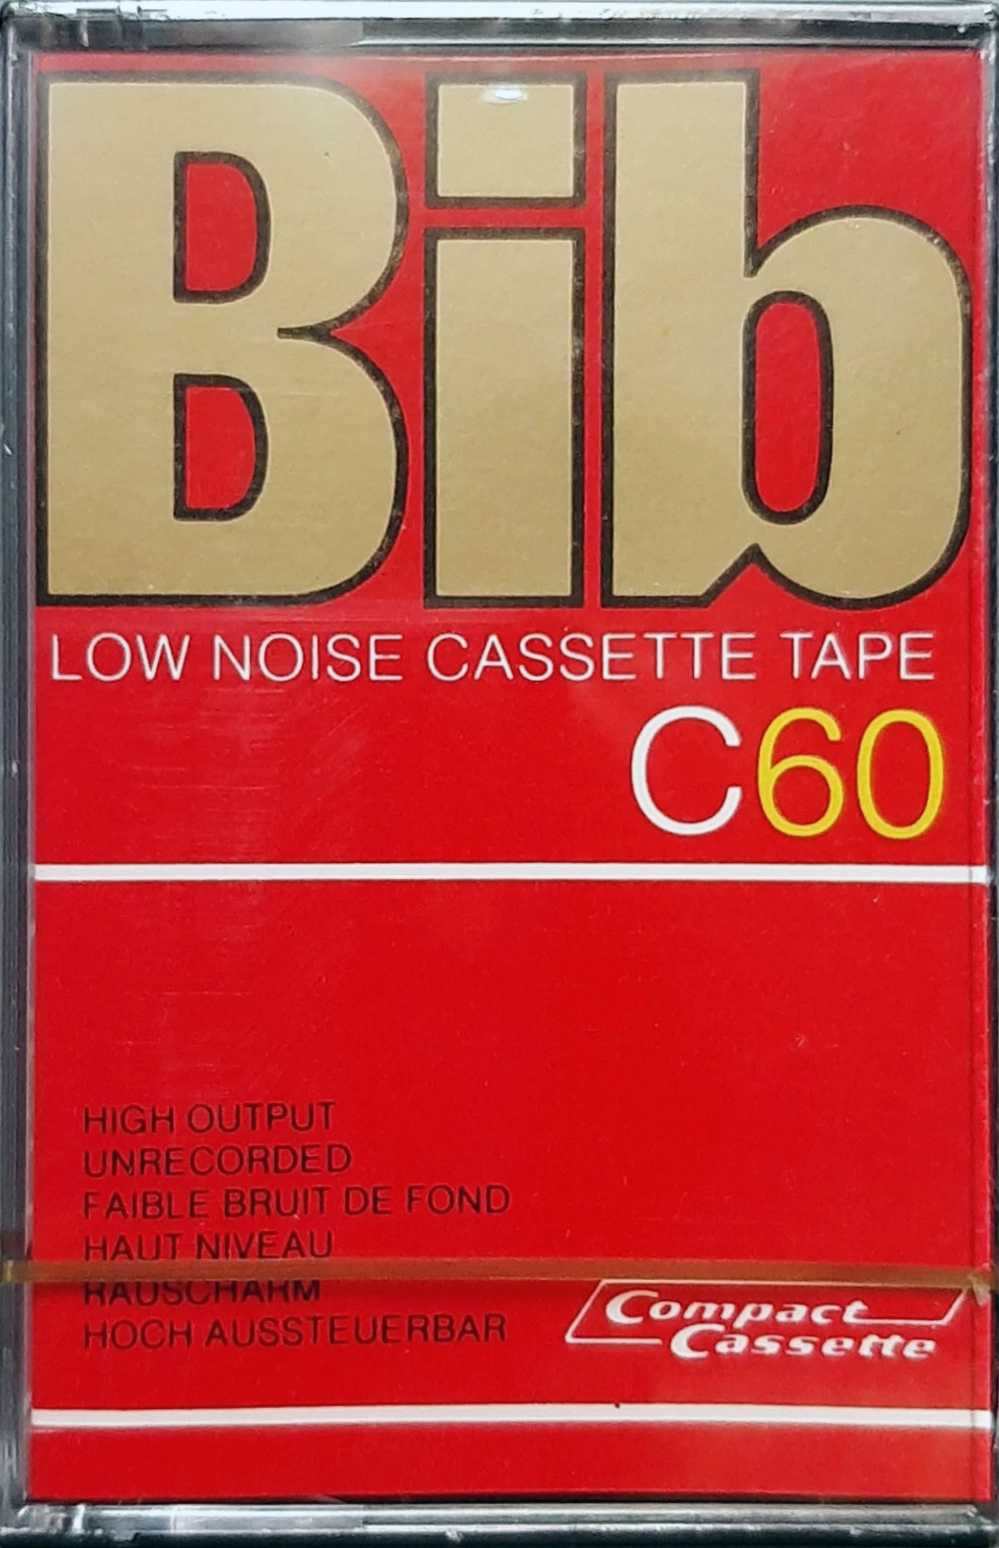 Bib
LOW NOISE CASSETTE TAPE
C60
HIGH OUTPUT
UNRECORDED
FAIBLE BRUIT DE FOND
HAUT NIVEAU
RAUSCHARM
HOCH AUSSTEUERBAR
Compact
Cassette